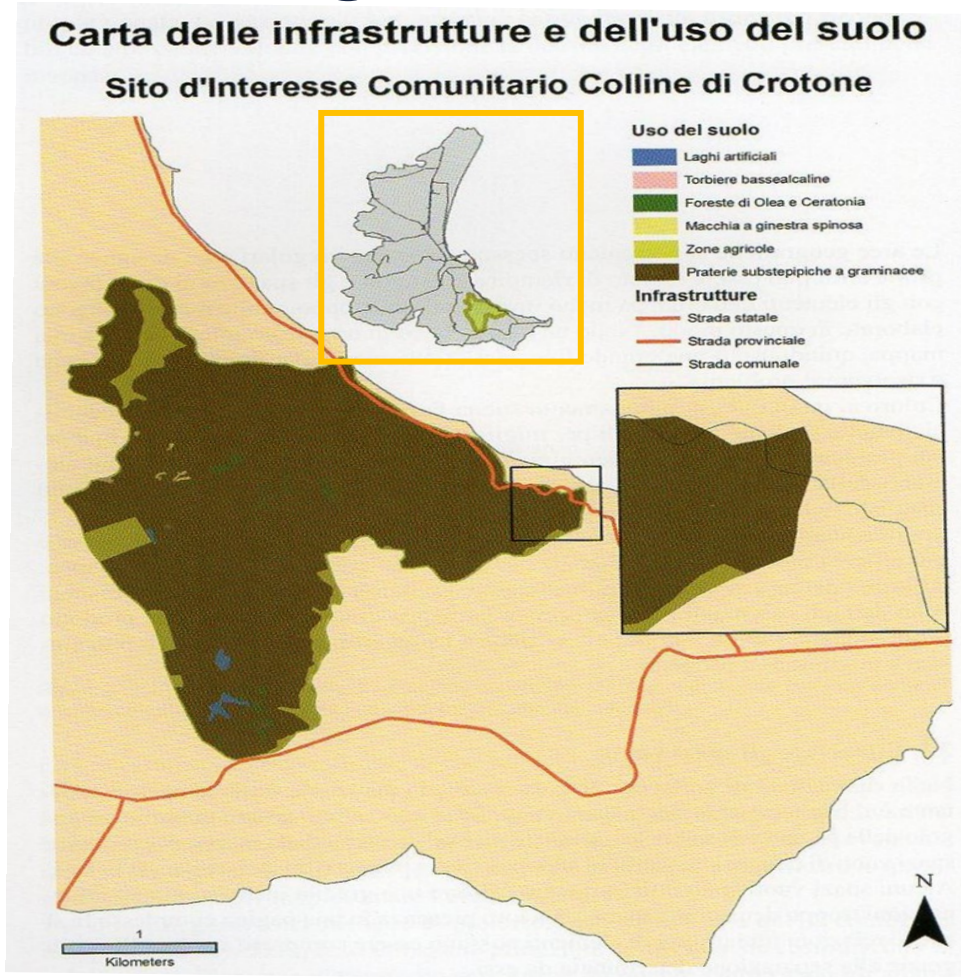 Carta delle infrastrutture e dell'uso del suolo
Sito d'Interesse Comunitario Colline di Crotone
Uso del suolo
Laghi artificiali
Torbiere bassealcaline
Foreste di Olea e Ceratonia
Macchia a ginestra spinosa
Zone agricole
Praterie substepipiche a graminacee
Infrastrutture
Strada statale
Strada provinciale
Strada comunale
N
1
Kilometers